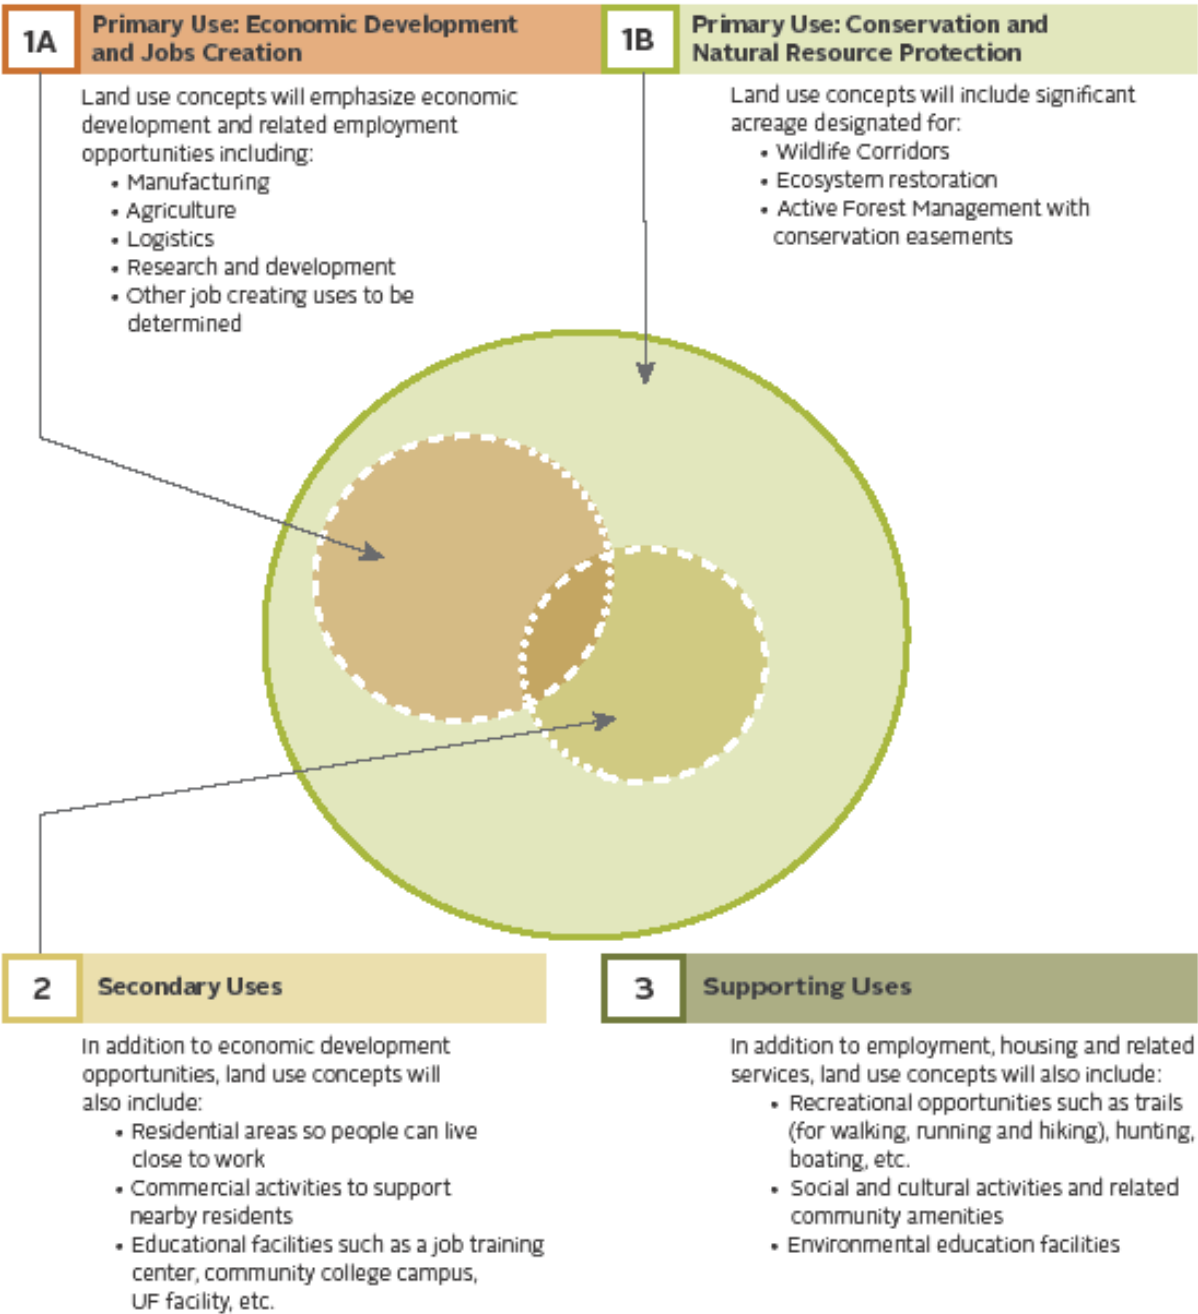 1A
Primary Use: Economic Development
and Jobs Creation
Land use concepts will emphasize economic
development and related employment
opportunities including:
• Manufacturing
• Agriculture
• Logistics
• Research and development
• Other job creating uses to be
determined
1B
Primary Use: Conservation and
Natural Resource Protection
Land use concepts will include significant
acreage designated for:
• Wildlife Corridors
• Ecosystem restoration
• Active Forest Management with
conservation easements
2
Secondary Uses
In addition to economic development
opportunities, land use concepts will
also include:
• Residential areas so people can live
close to work
• Commercial activities to support
nearby residents
• Educational facilities such as a job training
center, community college campus,
UF facility, etc.
3
Supporting Uses
In addition to employment, housing and related
services, land use concepts will also include:
• Recreational opportunities such as trails
(for walking, running and hiking), hunting,
boating, etc.
• Social and cultural activities and related
community amenities
• Environmental education facilities